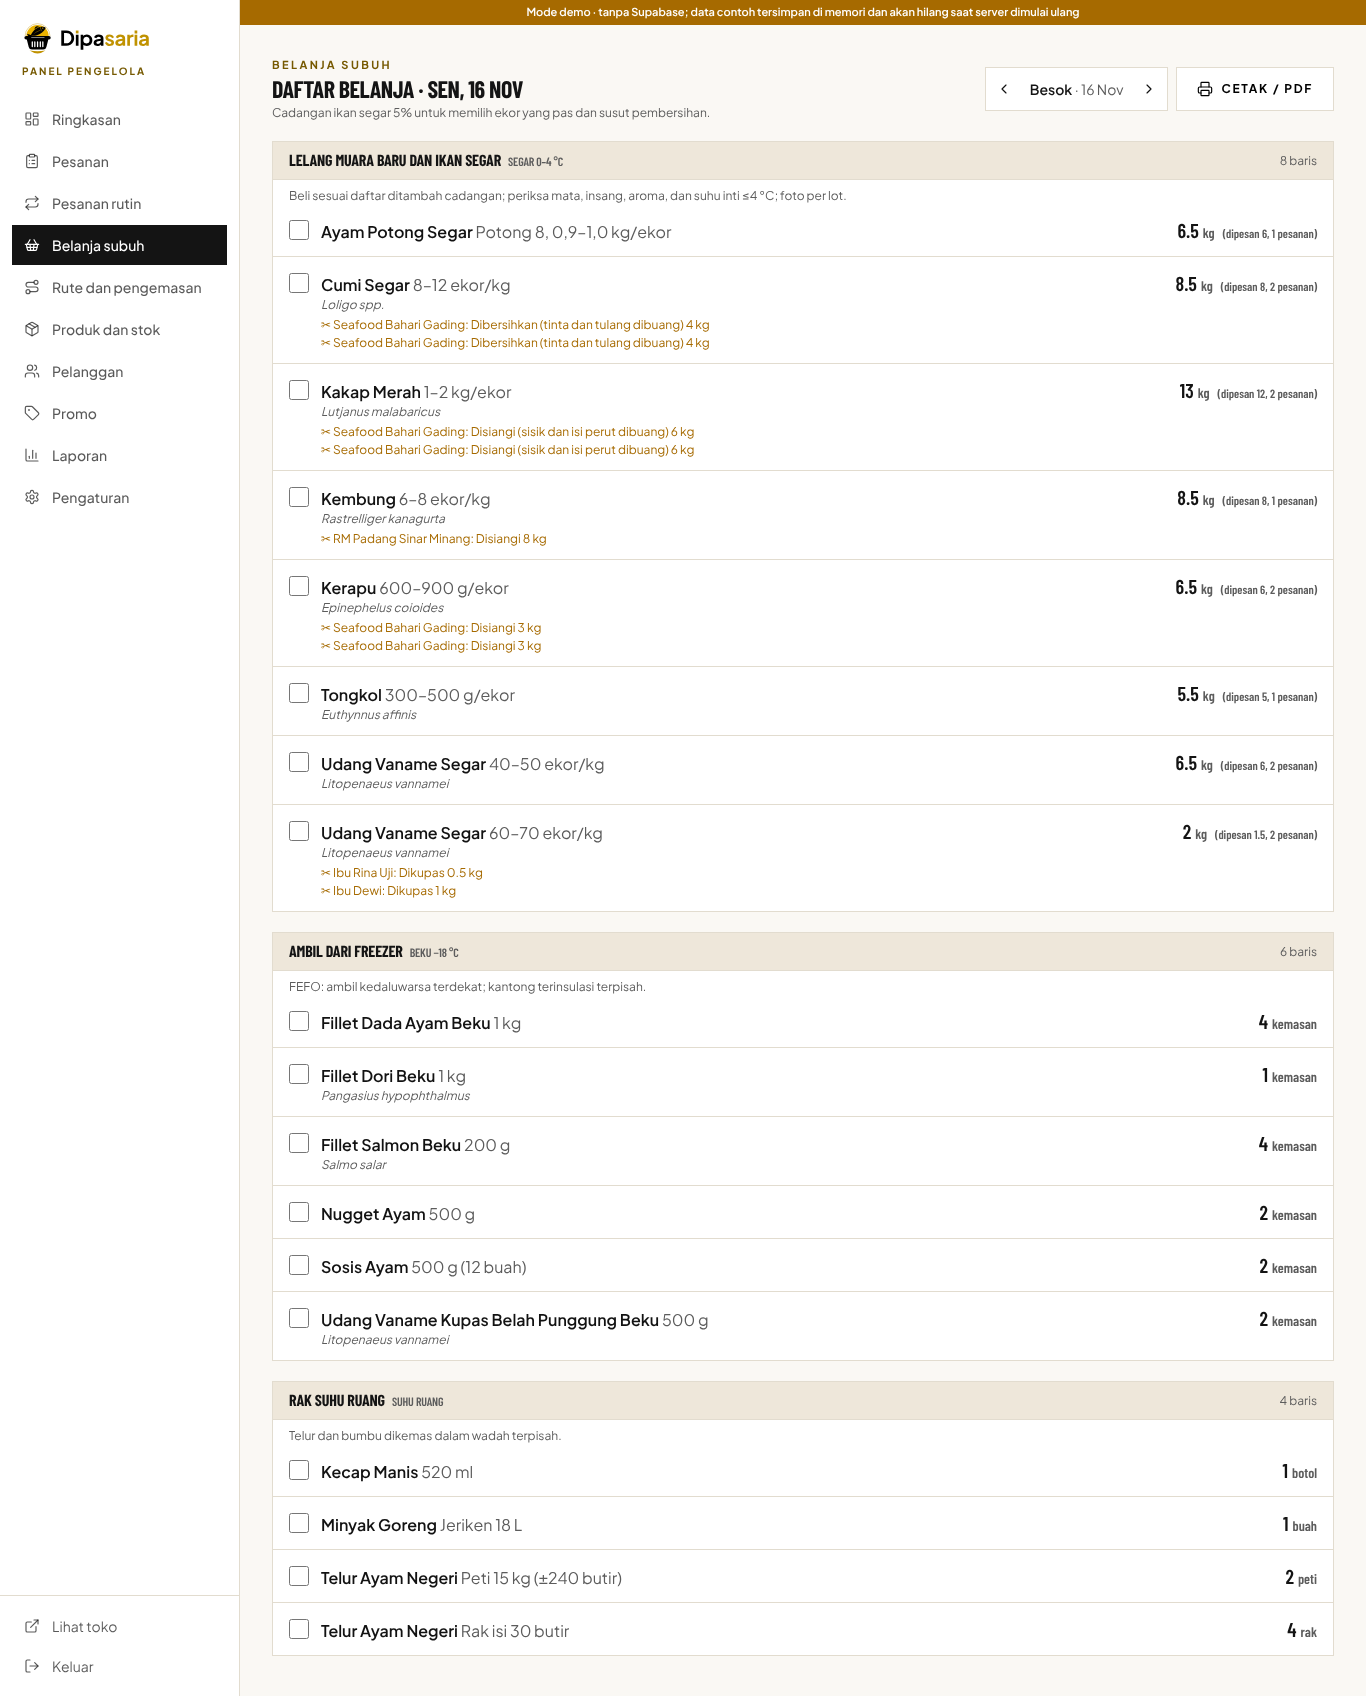 Mode demo · tanpa Supabase; data contoh tersimpan di memori dan akan hilang saat server dimulai ulang
Dipasaria
PANEL PENGELOLA
Ringkasan
Pesanan
Pesanan rutin
Belanja subuh
Rute dan pengemasan
Produk dan stok
Pelanggan
Promo
Laporan
Pengaturan
Lihat toko
Keluar
BELANJA SUBUH
DAFTAR BELANJA · SEN, 16 NOV
Cadangan ikan segar 5% untuk memilih ekor yang pas dan susut pembersihan.
Besok · 16 Nov
CETAK / PDF
LELANG MUARA BARU DAN IKAN SEGAR SEGAR 0–4 °C 8 baris
Beli sesuai daftar ditambah cadangan; periksa mata, insang, aroma, dan suhu inti ≤4 °C; foto per lot.
Ayam Potong Segar Potong 8, 0,9–1,0 kg/ekor 6.5 kg (dipesan 6, 1 pesanan)
Cumi Segar 8–12 ekor/kg 8.5 kg (dipesan 8, 2 pesanan)
Loligo spp.
✂ Seafood Bahari Gading: Dibersihkan (tinta dan tulang dibuang) 4 kg
✂ Seafood Bahari Gading: Dibersihkan (tinta dan tulang dibuang) 4 kg
Kakap Merah 1–2 kg/ekor 13 kg (dipesan 12, 2 pesanan)
Lutjanus malabaricus
✂ Seafood Bahari Gading: Disiangi (sisik dan isi perut dibuang) 6 kg
✂ Seafood Bahari Gading: Disiangi (sisik dan isi perut dibuang) 6 kg
Kembung 6–8 ekor/kg 8.5 kg (dipesan 8, 1 pesanan)
Rastrelliger kanagurta
✂ RM Padang Sinar Minang: Disiangi 8 kg
Kerapu 600–900 g/ekor 6.5 kg (dipesan 6, 2 pesanan)
Epinephelus coioides
✂ Seafood Bahari Gading: Disiangi 3 kg
✂ Seafood Bahari Gading: Disiangi 3 kg
Tongkol 300–500 g/ekor 5.5 kg (dipesan 5, 1 pesanan)
Euthynnus affinis
Udang Vaname Segar 40–50 ekor/kg 6.5 kg (dipesan 6, 2 pesanan)
Litopenaeus vannamei
Udang Vaname Segar 60–70 ekor/kg 2 kg (dipesan 1.5, 2 pesanan)
Litopenaeus vannamei
✂ Ibu Rina Uji: Dikupas 0.5 kg
✂ Ibu Dewi: Dikupas 1 kg
AMBIL DARI FREEZER BEKU −18 °C 6 baris
FEFO: ambil kedaluwarsa terdekat; kantong terinsulasi terpisah.
Fillet Dada Ayam Beku 1 kg 4 kemasan
Fillet Dori Beku 1 kg 1 kemasan
Pangasius hypophthalmus
Fillet Salmon Beku 200 g 4 kemasan
Salmo salar
Nugget Ayam 500 g 2 kemasan
Sosis Ayam 500 g (12 buah) 2 kemasan
Udang Vaname Kupas Belah Punggung Beku 500 g 2 kemasan
Litopenaeus vannamei
RAK SUHU RUANG SUHU RUANG 4 baris
Telur dan bumbu dikemas dalam wadah terpisah.
Kecap Manis 520 ml 1 botol
Minyak Goreng Jeriken 18 L 1 buah
Telur Ayam Negeri Peti 15 kg (±240 butir) 2 peti
Telur Ayam Negeri Rak isi 30 butir 4 rak